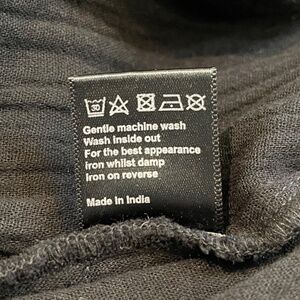 30
Gentle machine wash
Wash inside out
For the best appearance
iron whilst damp
Iron on reverse
Made in India